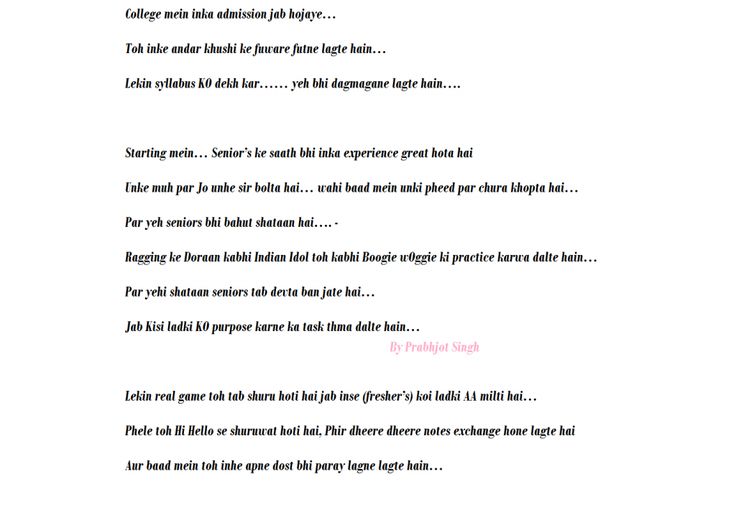 College mein inka admission jab hojaye…
Toh inke andar khushi ke fuware futne lagte hain…
Lekin syllabus KO dekh kar…… yeh bhi dagmagane lagte hain….
Starting mein… Senior's ke saath bhi inka experience great hota hai
Unke muh par Jo unhe sir bolta hai… wahi baad mein unki pheed par chura khopta hai…
Par yeh seniors bhi bahut shataan hai…. -
Ragging ke Doraan kabhi Indian Idol toh kabhi Boogie wOggie ki practice karwa dalte hain…
Par yehi shataan seniors tab devta ban jate hai…
Jab Kisi ladki KO purpose karne ka task thma dalte hain…
By Prabhjot Singh
Lekin real game toh tab shuru hoti hai jab inse (fresher's) koi ladki AA milti hai…
Phele toh Hi Hello se shuruwat hoti hai, Phir dheere dheere notes exchange hone lagte hai
Aur baad mein toh inhe apne dost bhi paray lagne lagte hain…